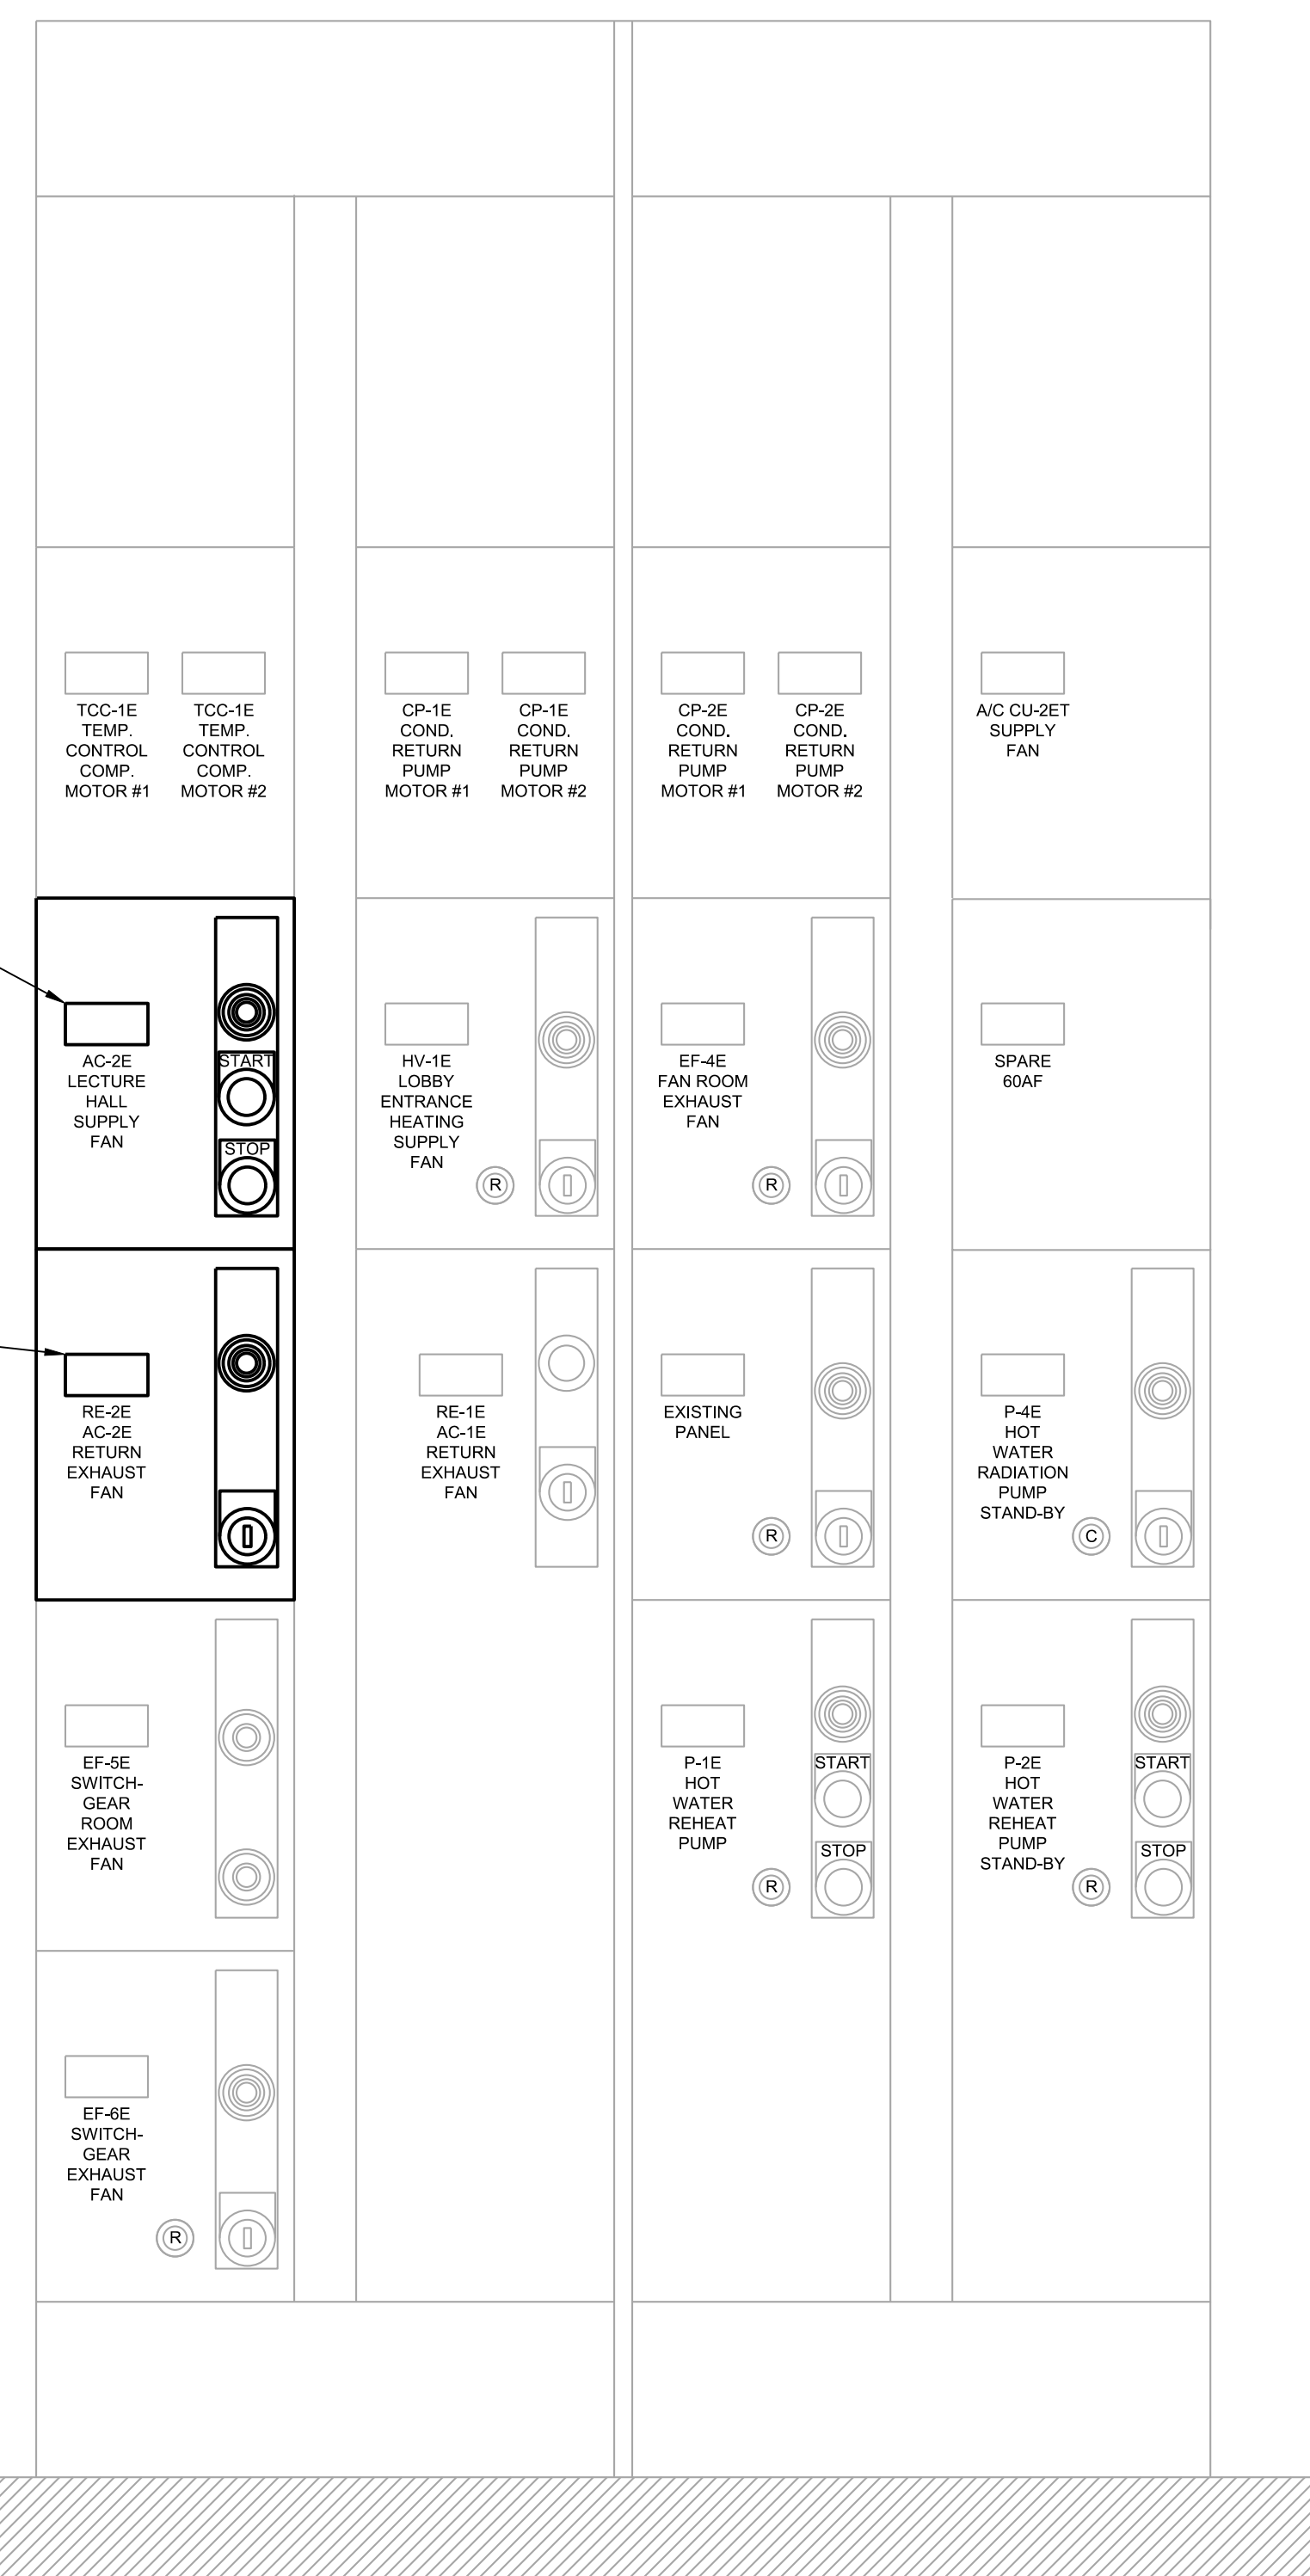 TCC-1E
TEMP.
CONTROL
COMP.
MOTOR #1
TCC-1E
TEMP.
CONTROL
COMP.
MOTOR #2
CP-1E
COND.
RETURN
PUMP
MOTOR #1
CP-1E
COND.
RETURN
PUMP
MOTOR #2
CP-2E
COND.
RETURN
PUMP
MOTOR #1
CP-2E
COND.
RETURN
PUMP
MOTOR #2
A/C CU-2ET
SUPPLY
FAN
AC-2E
LECTURE
HALL
SUPPLY
FAN
START
STOP
HV-1E
LOBBY
ENTRANCE
HEATING
SUPPLY
FAN
R
EF-4E
FAN ROOM
EXHAUST
FAN
R
SPARE
60AF
RE-2E
AC-2E
RETURN
EXHAUST
FAN
RE-1E
AC-1E
RETURN
EXHAUST
FAN
EXISTING
PANEL
R
P-4E
HOT
WATER
RADIATION
PUMP
STAND-BY
C
EF-5E
SWITCH-
GEAR
ROOM
EXHAUST
FAN
P-1E
HOT
WATER
REHEAT
PUMP
START
STOP
R
P-2E
HOT
WATER
REHEAT
PUMP
STAND-BY
START
STOP
R
EF-6E
SWITCH-
GEAR
EXHAUST
FAN
R